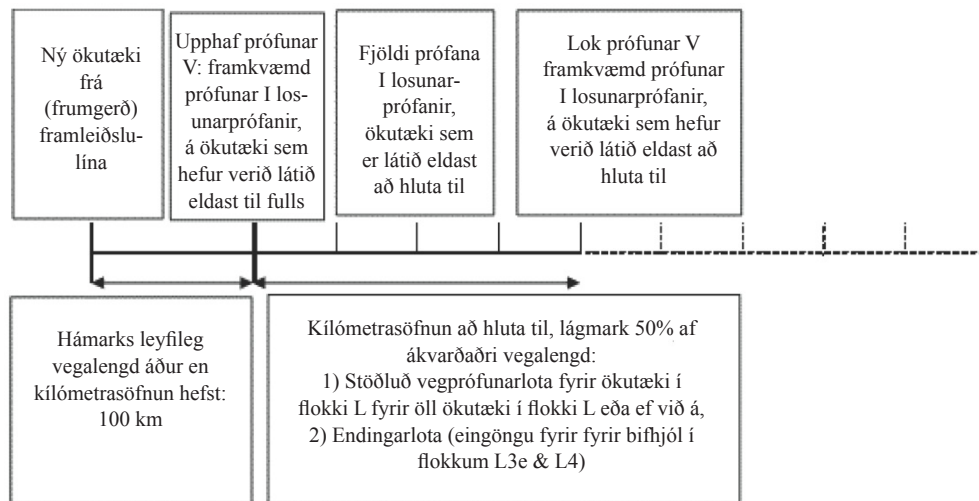 Ný ökutæki
frá
(frumgerð)
framleiðslu-
lína
Upphaf prófunar
V: framkvæmd
prófunar I los-
unarprófanir,
á ökutæki sem
hefur verið látið
eldast til fulls
Fjöldi prófana
I losunar-
prófanir,
ökutæki sem
er látið eldast
að hluta til
Lok prófunar V
framkvæmd prófunar
I losunarprófanir,
á ökutæki sem hefur
verið látið eldast að
hluta til
Hámarks leyfileg
vegalengd áður en
kílómetrasöfnun hefst:
100 km
Kílómetrasöfnun að hluta til, lágmark 50% af
ákvarðaðri vegalengd:
1) Stöðluð vegprófunarlota fyrir ökutæki í
flokki L fyrir öll ökutæki í flokki L eða ef við á,
2) Endingarlota (eingöngu fyrir fyrir bifhjól í
flokkum L3e & L4)